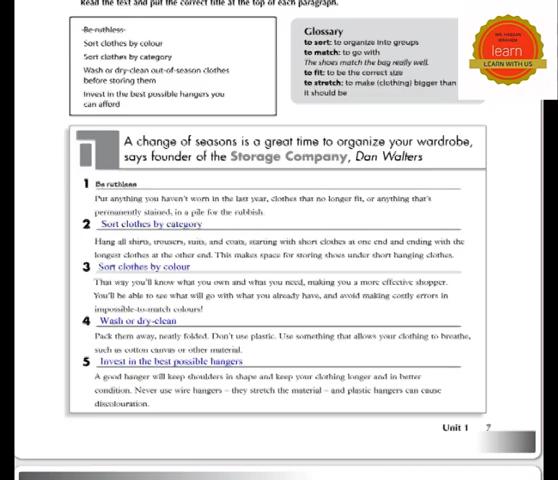 Read the text and put the correct title at the top of each paragraph.
Be ruthless
Sort clothes by colour
Sort clothes by category
Wash or dry-clean out-of-season clothes
before storing them
Invest in the best possible hangers you
can afford
Glossary
to sort: to organize into groups
to match: to go with
The shoes match the bag really well.
to fit: to be the correct size
to stretch: to make (clothing) bigger than
it should be
MR. HASSAN
IBRAHIM
learn
LEARN WITH US
A change of seasons is a great time to organize your wardrobe,
says founder of the Storage Company, Dan Walters
1 Be ruthless
Put anything you haven't worn in the last year, clothes that no longer fit, or anything that's
permanently stained, in a pile for the rubbish.
2 Sort clothes by category
Hang all shirts, trousers, suits, and coats, starting with short clothes at one end and ending with the
longest clothes at the other end. This makes space for storing shoes under short hanging clothes.
3 Sort clothes by colour
That way you'll know what you own and what you need, making you a more effective shopper.
You'll be able to see what will go with what you already have, and avoid making costly errors in
impossible-to-match colours!
4 Wash or dry-clean
Pack them away, neatly folded. Don't use plastic. Use something that allows your clothing to breathe,
such as cotton canvas or other material.
5 Invest in the best possible hangers
A good hanger will keep shoulders in shape and keep your clothing longer and in better
condition. Never use wire hangers – they stretch the material – and plastic hangers can cause
discolouration.
Unit 1 7